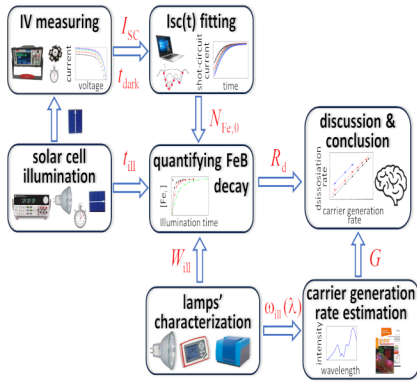 IV measuring
current
voltage
I_SC
t_dark
Isc(t) fitting
shot-circuit
current
time
N_Fe,0
solar cell
illumination
t_ill
quantifying FeB
decay
[Fe_i]
Illumination time
R_d
discussion &
conclusion
dsissosiation
rate
carrier generation
rate
W_ill
G
lamps'
characterization
ω_ill(λ)
carrier generation
rate estimation
intensity
wavelength